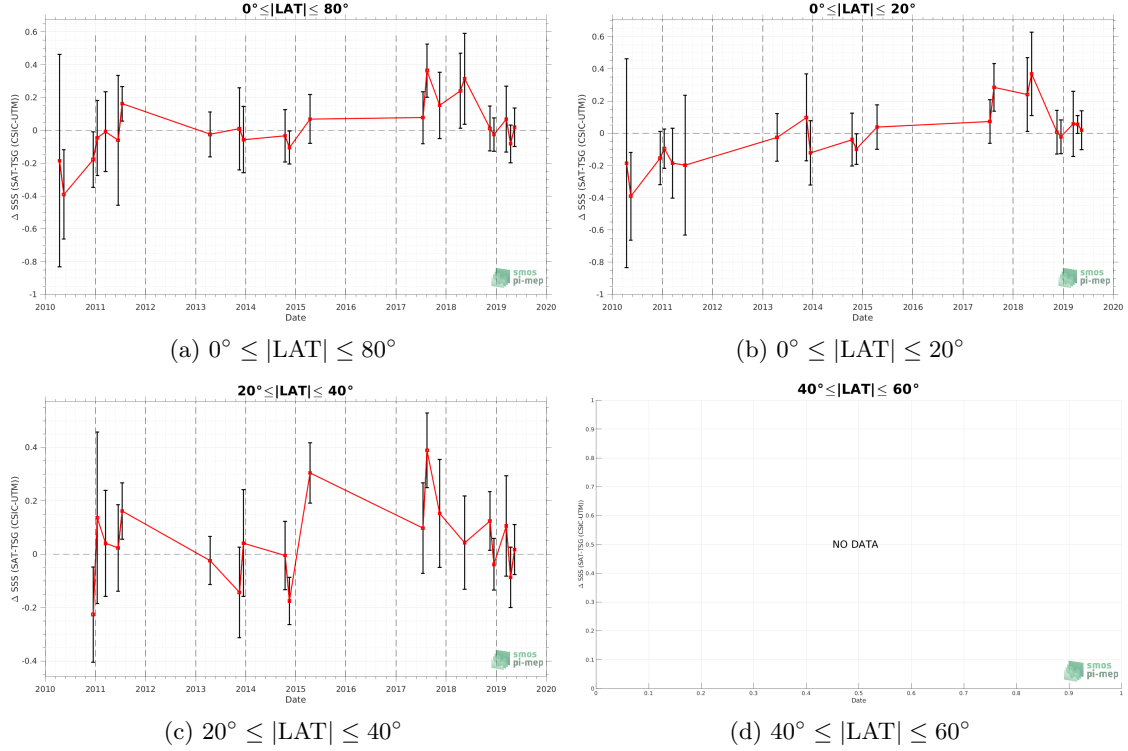 0°≤|LAT|≤ 80°
Δ SSS (SAT-TSG (CSIC-UTM))
0.6
0.4
0.2
0
-0.2
-0.4
-0.6
-0.8
-1
2010 2011 2012 2013 2014 2015 2016 2017 2018 2019 2020
Date
smos
pi-mep
(a) 0° ≤ |LAT| ≤ 80°
0°≤|LAT|≤ 20°
Δ SSS (SAT-TSG (CSIC-UTM))
0.6
0.4
0.2
0
-0.2
-0.4
-0.6
-0.8
-1
2010 2011 2012 2013 2014 2015 2016 2017 2018 2019 2020
Date
smos
pi-mep
(b) 0° ≤ |LAT| ≤ 20°
20°≤|LAT|≤ 40°
Δ SSS (SAT-TSG (CSIC-UTM))
0.4
0.2
0
-0.2
-0.4
2010 2011 2012 2013 2014 2015 2016 2017 2018 2019 2020
Date
smos
pi-mep
(c) 20° ≤ |LAT| ≤ 40°
40°≤|LAT|≤ 60°
Δ SSS (SAT-TSG (CSIC-UTM))
1
0.9
0.8
0.7
0.6
0.5
0.4
0.3
0.2
0.1
0
NO DATA
0 0.1 0.2 0.3 0.4 0.5 0.6 0.7 0.8 0.9 1
Date
smos
pi-mep
(d) 40° ≤ |LAT| ≤ 60°